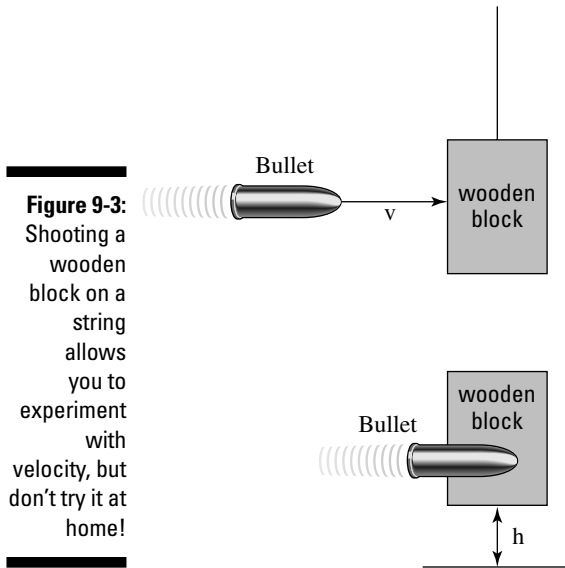 Bullet
v
wooden
block
Figure 9-3:
Shooting a
wooden
block on a
string
allows
you to
experiment
with
velocity, but
don't try it at
home!
wooden
block
Bullet
h